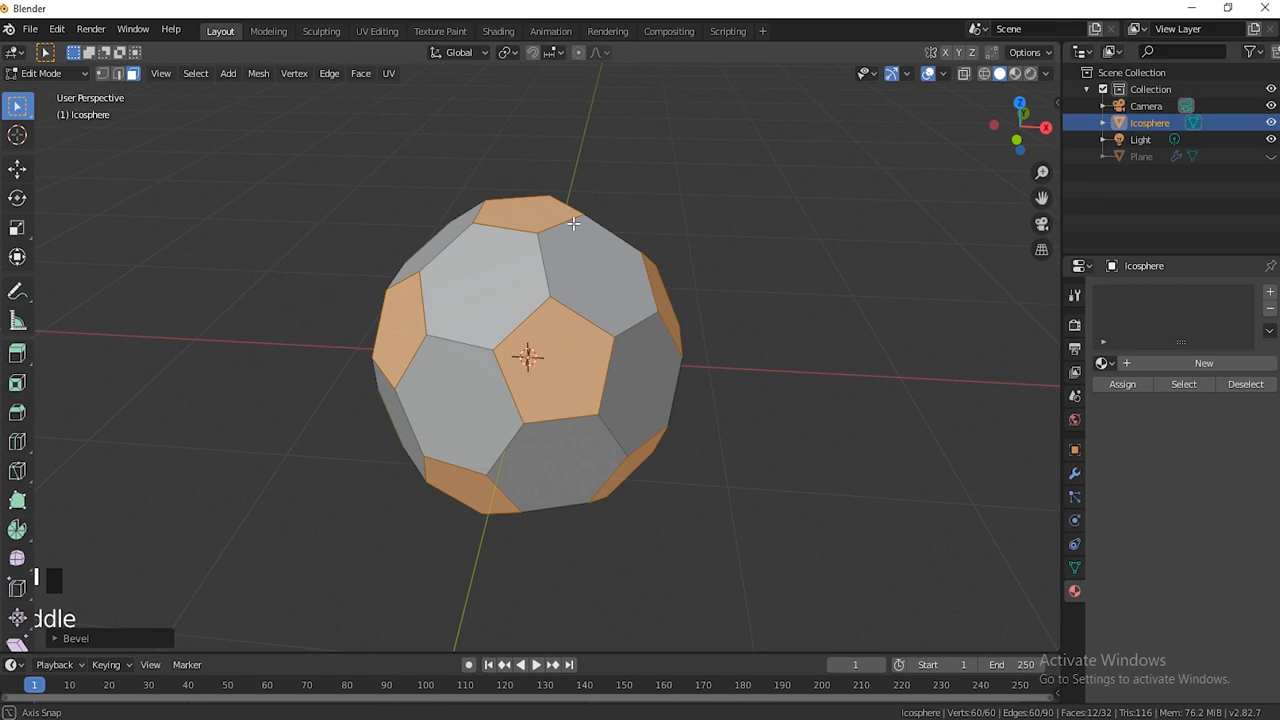 Blender
File Edit Render Window Help
Layout Modeling Sculpting UV Editing Texture Paint Shading Animation Rendering Compositing Scripting +
Scene
View Layer
Global
X Y Z
Options
Edit Mode
View Select Add Mesh Vertex Edge Face UV
User Perspective
(1) Icosphere
Z
Y
X
Scene Collection
Collection
Camera
Icosphere
Light
Plane
Icosphere
+ New
Assign Select Deselect
ddle
Bevel
Playback Keying View Marker
1
Start 1
End 250
1 10 20 30 40 50 60 70 80 90 100 110 120 130 140 150 160 170 180 190 200 210 220 230 240 250
Activate Windows
Go to Settings to activate Windows.
Axis Snap
Icosphere | Verts:60/60 | Edges:60/90 | Faces:12/32 | Tris:116 | Mem: 76.2 MiB | v2.82.7